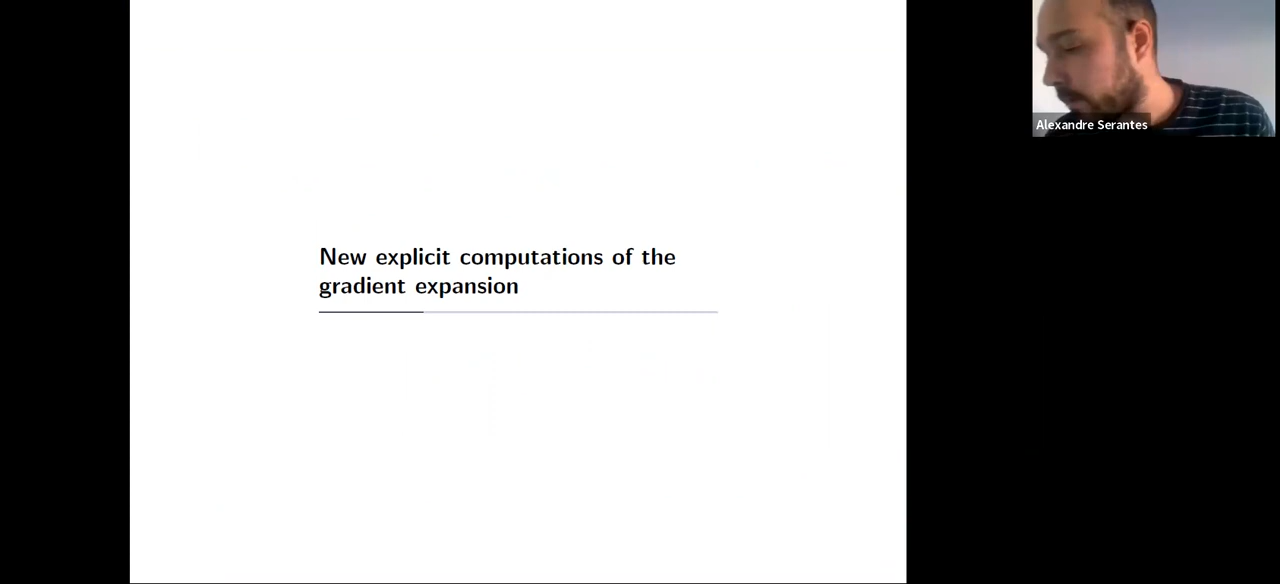 New explicit computations of the
gradient expansion
Alexandre Serantes